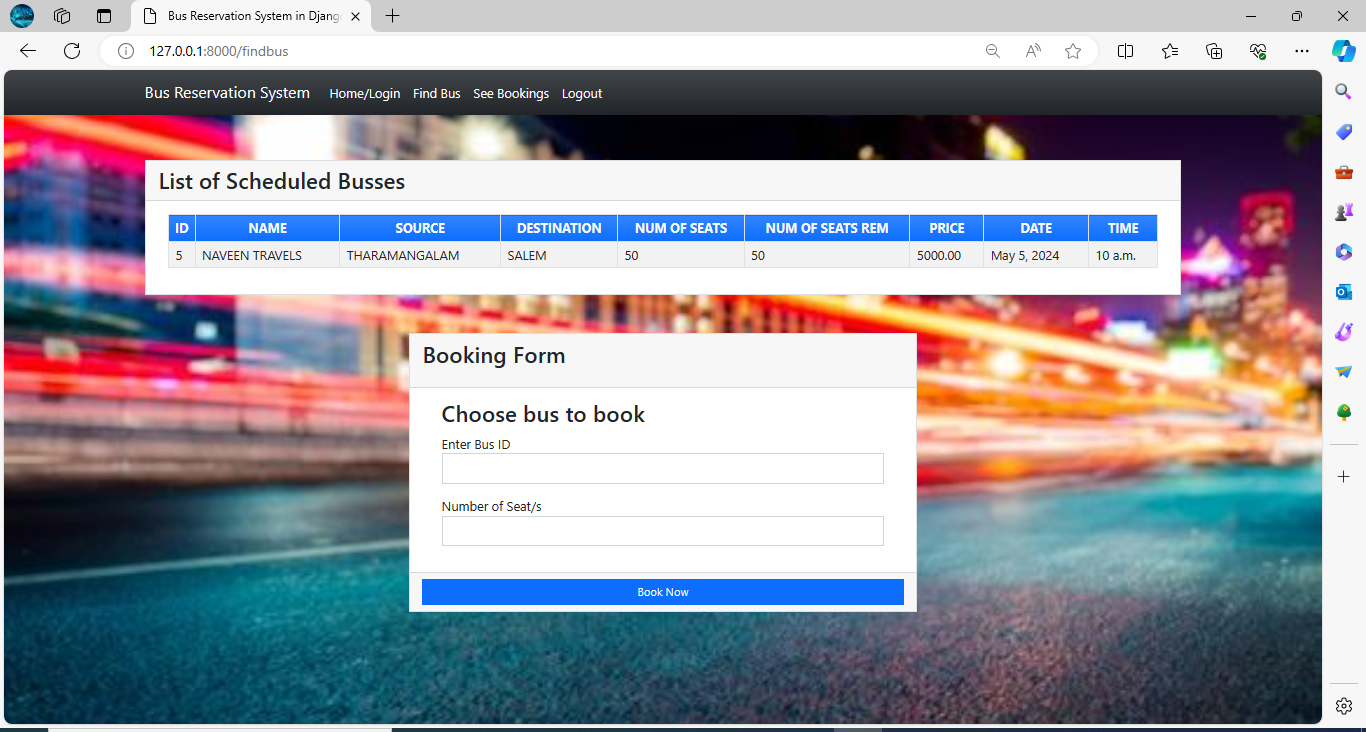 Bus Reservation System in Djang
127.0.0.1:8000/findbus
Bus Reservation System Home/Login Find Bus See Bookings Logout
List of Scheduled Busses
ID NAME SOURCE DESTINATION NUM OF SEATS NUM OF SEATS REM PRICE DATE TIME
5 NAVEEN TRAVELS THARAMANGALAM SALEM 50 50 5000.00 May 5, 2024 10 a.m.
Booking Form
Choose bus to book
Enter Bus ID
Number of Seat/s
Book Now